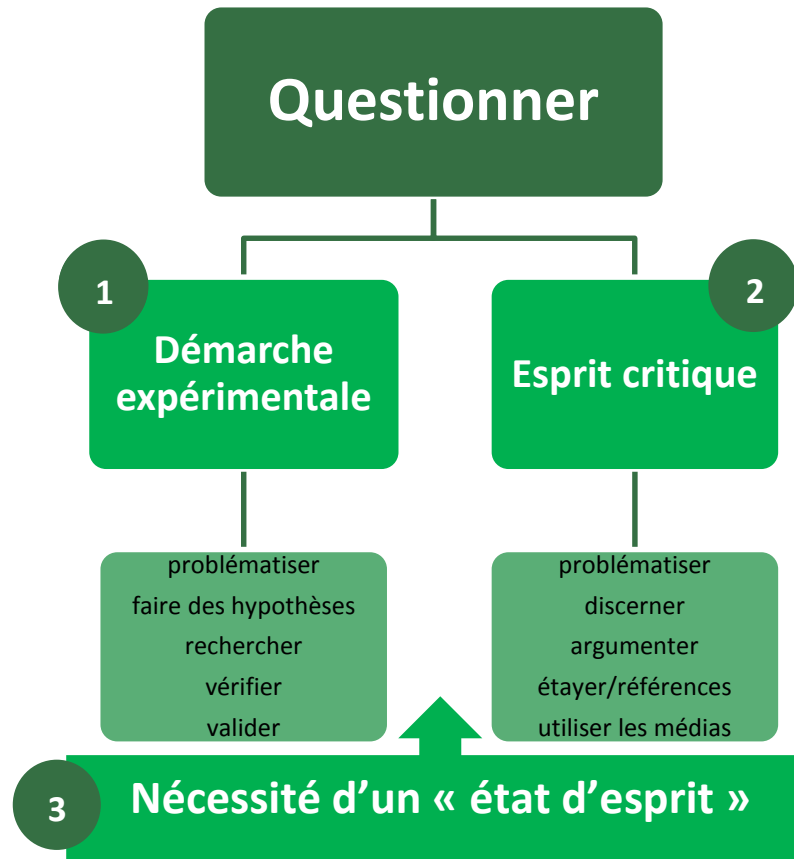 Questionner
1
Démarche
expérimentale
2
Esprit critique
problématiser
faire des hypothèses
rechercher
vérifier
valider
problématiser
discerner
argumenter
étayer/références
utiliser les médias
3
Nécessité d’un « état d’esprit »